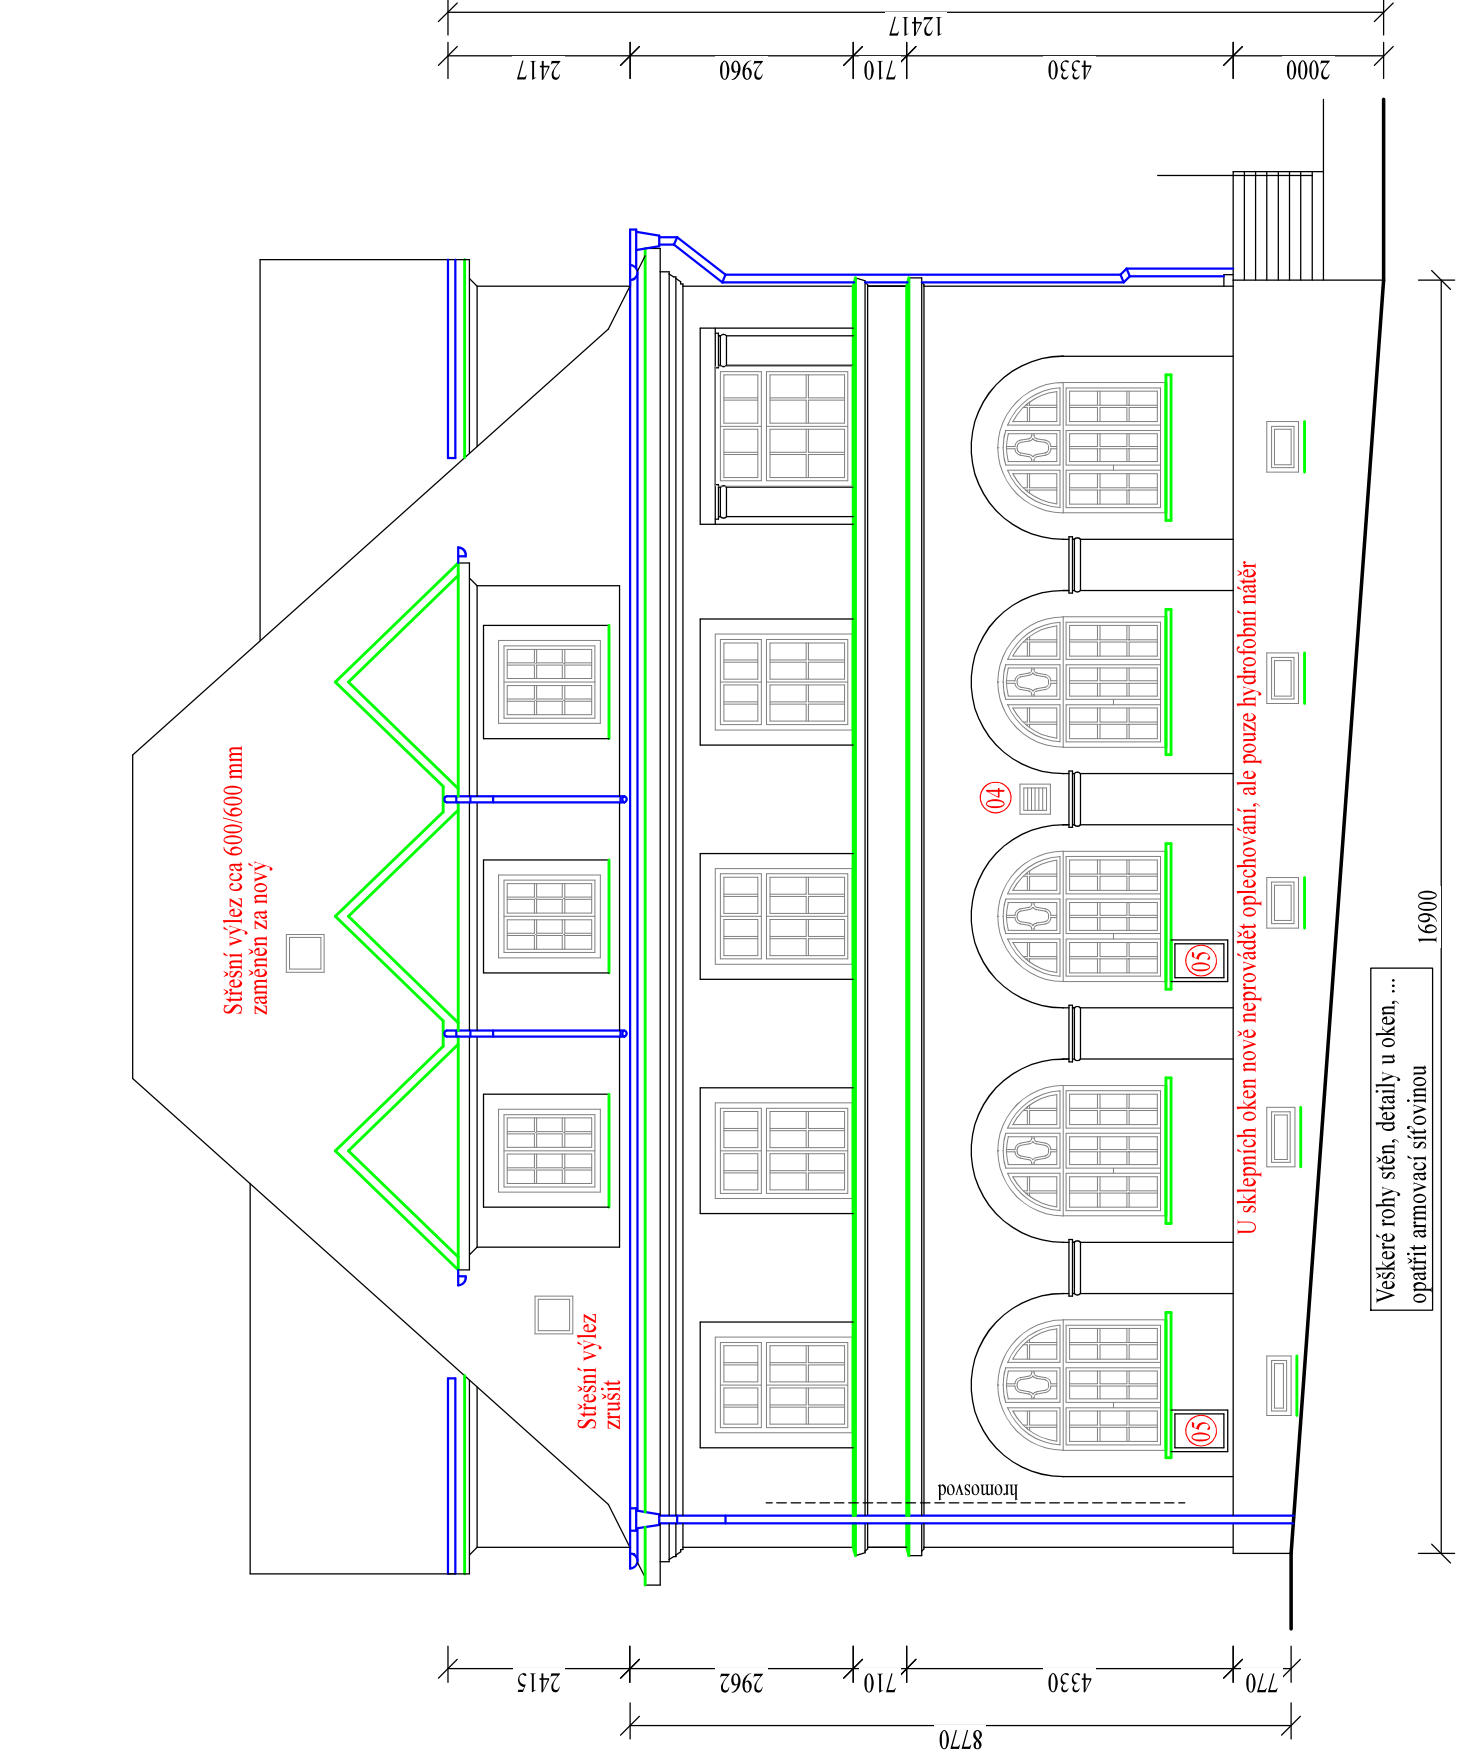 12417
2417
2960
710
4330
2000
Střešní výlez cca 600/600 mm
zaměněn za nový
Střešní výlez
zrušit
04
05
05
U sklepních oken nově neprovádět oplechování, ale pouze hydrofobní nátěr
hromosvod
16900
Veškeré rohy stěn, detaily u oken, ...
opatřit armovací síťovinou
2415
2962
710
4330
770
8770